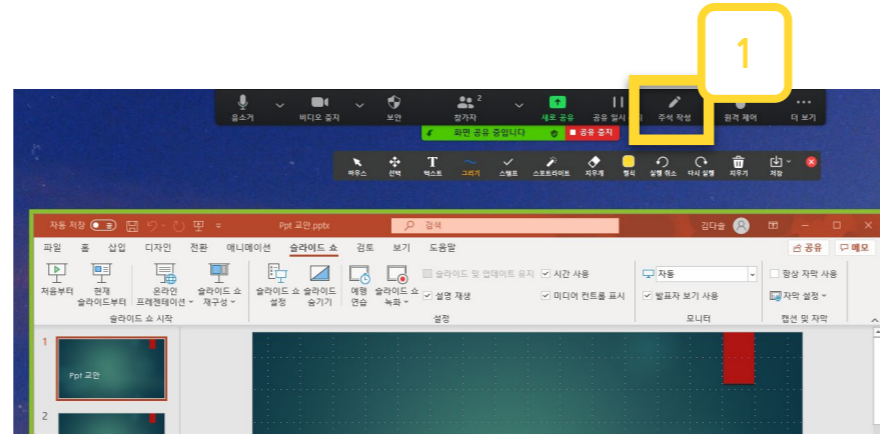 1
음소거 비디오 중지 보안 참가자 2 새로 공유 공유 일시 주석 작성 원격 제어 더 보기
화면 공유 중입니다 공유 중지
마우스 선택 텍스트 그리기 스탬프 스포트라이트 지우개 형식 실행 취소 다시 실행 지우기 저장
자동 저장 Ppt 교안.pptx 검색 김다솔
파일 홈 삽입 디자인 전환 애니메이션 슬라이드 쇼 검토 보기 도움말 공유 메모
처음부터 현재 슬라이드부터 온라인 프레젠테이션 슬라이드 쇼 재구성
슬라이드 쇼 설정 슬라이드 숨기기 예행 연습 슬라이드 쇼 녹화
슬라이드 및 업데이트 유지 시간 사용
설명 재생 미디어 컨트롤 표시
자동
발표자 보기 사용
항상 자막 사용
자막 설정
슬라이드 쇼 시작 설정 모니터 캡션 및 자막
1
Ppt 교안
2